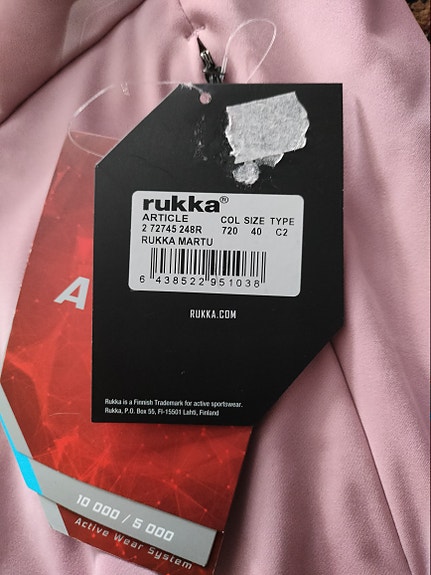 rukka®
ARTICLE COL SIZE TYPE
2 72745 248R 720 40 C2
RUKKA MARTU
6 438522 951038
RUKKA.COM
Rukka is a Finnish Trademark for active sportswear.
Rukka, P.O. Box 55, FI-15501 Lahti, Finland
A
10 000 / 5 000
Active Wear System